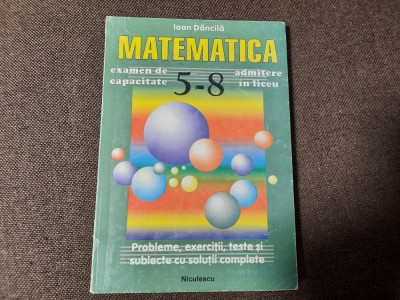 Ioan Dăncilă
MATEMATICA
examen de capacitate
5-8
admitere în liceu
Probleme, exerciții, teste și
subiecte cu soluții complete
Niculescu